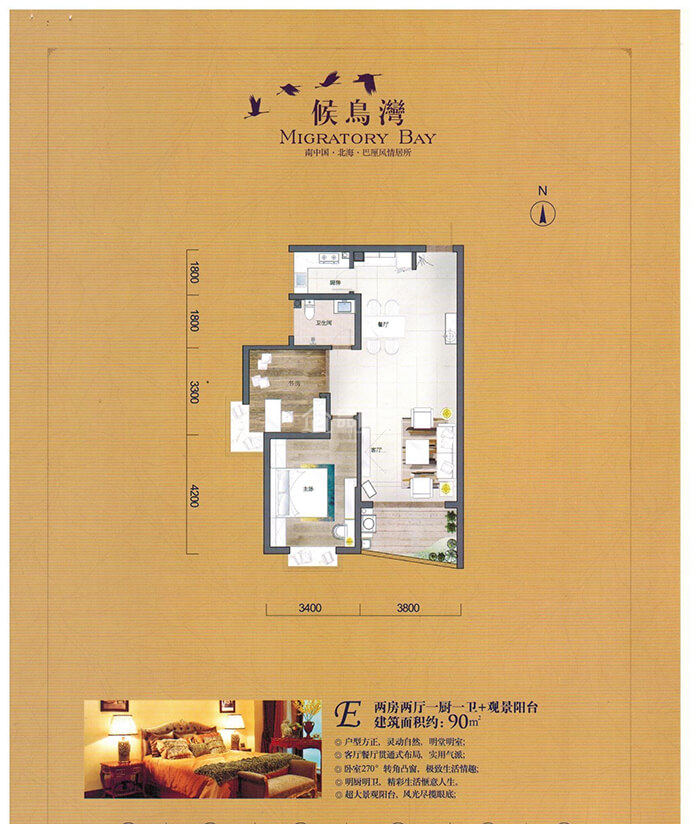 候鳥灣
MIGRATORY BAY
南中国·北海·巴厘风情居所
N
1800
1800
3300
4200
厨房
卫生间
餐厅
书房
客厅
主卧
3400
3800
E
两房两厅一厨一卫+观景阳台
建筑面积约：90m²
◎ 户型方正，灵动自然，明堂明室；
◎ 客厅餐厅贯通式布局，实用气派；
◎ 卧室270°转角凸窗，极致生活情趣；
◎ 明厨明卫，精彩生活惬意人生。
◎ 超大景观阳台，风光尽揽眼底；